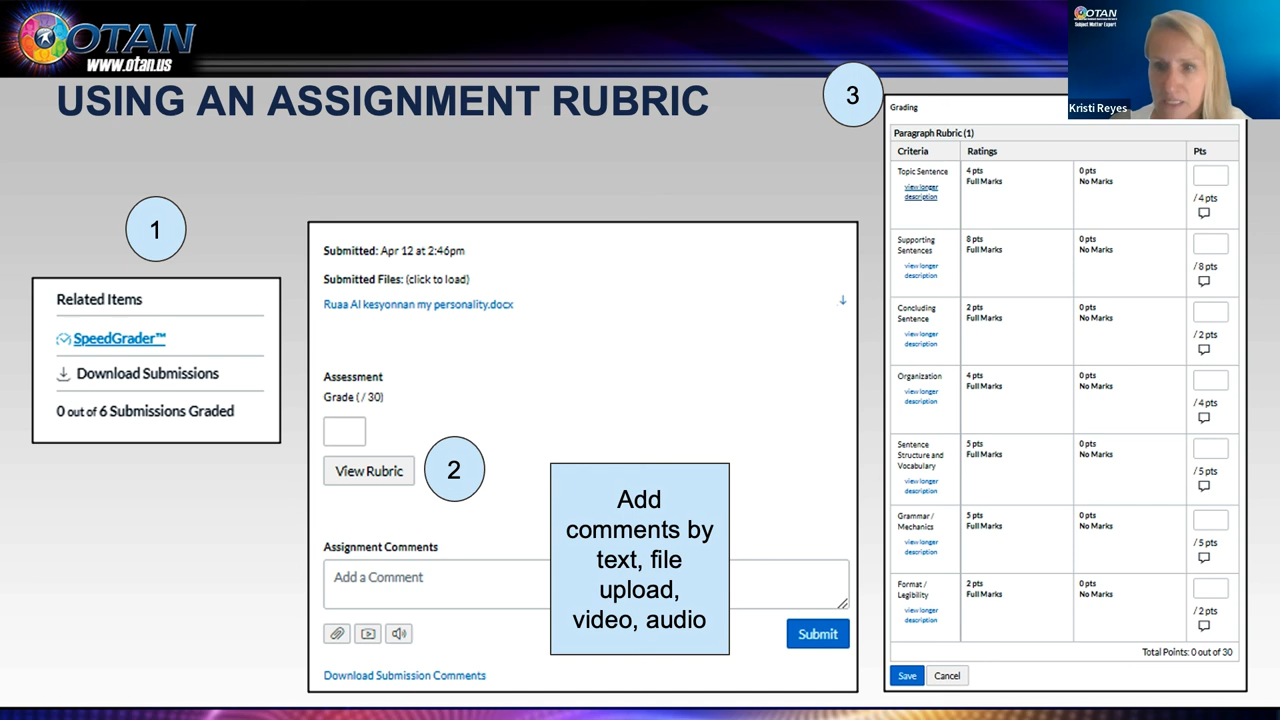 OTAN
www.otan.us
USING AN ASSIGNMENT RUBRIC
OTAN
Subject Matter Expert
Kristi Reyes
1
Related Items
SpeedGrader™
Download Submissions
0 out of 6 Submissions Graded
Submitted: Apr 12 at 2:46pm
Submitted Files: (click to load)
Ruaa Al kesyonnan my personality.docx
Assessment
Grade ( / 30)
View Rubric
2
Assignment Comments
Add a Comment
Submit
Download Submission Comments
Add
comments by
text, file
upload,
video, audio
3
Grading
Paragraph Rubric (1)
Criteria Ratings Pts
Topic Sentence
view longer
description
4 pts
Full Marks
0 pts
No Marks
/ 4 pts
Supporting
Sentences
view longer
description
8 pts
Full Marks
0 pts
No Marks
/ 8 pts
Concluding
Sentence
view longer
description
2 pts
Full Marks
0 pts
No Marks
/ 2 pts
Organization
view longer
description
4 pts
Full Marks
0 pts
No Marks
/ 4 pts
Sentence
Structure and
Vocabulary
view longer
description
5 pts
Full Marks
0 pts
No Marks
/ 5 pts
Grammar /
Mechanics
view longer
description
5 pts
Full Marks
0 pts
No Marks
/ 5 pts
Format /
Legibility
view longer
description
2 pts
Full Marks
0 pts
No Marks
/ 2 pts
Total Points: 0 out of 30
Save
Cancel